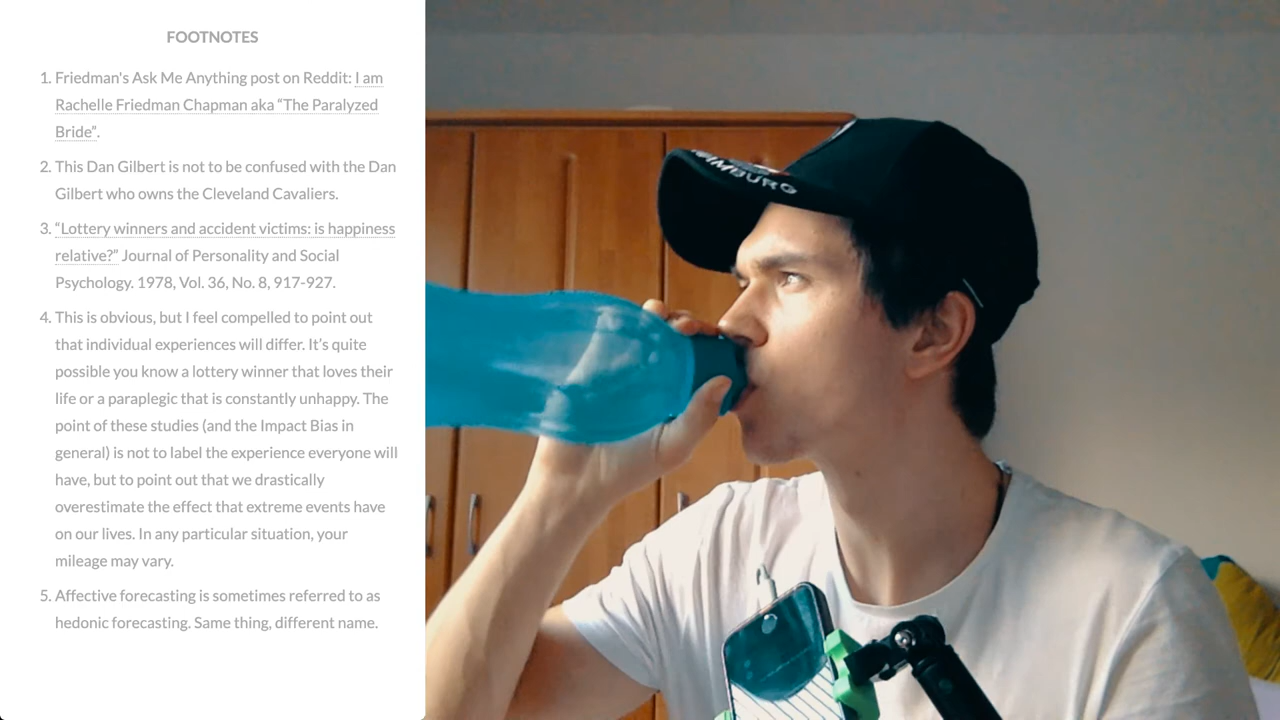 FOOTNOTES
1. Friedman's Ask Me Anything post on Reddit: I am
Rachelle Friedman Chapman aka “The Paralyzed
Bride”.
2. This Dan Gilbert is not to be confused with the Dan
Gilbert who owns the Cleveland Cavaliers.
3. “Lottery winners and accident victims: is happiness
relative?” Journal of Personality and Social
Psychology. 1978, Vol. 36, No. 8, 917-927.
4. This is obvious, but I feel compelled to point out
that individual experiences will differ. It’s quite
possible you know a lottery winner that loves their
life or a paraplegic that is constantly unhappy. The
point of these studies (and the Impact Bias in
general) is not to label the experience everyone will
have, but to point out that we drastically
overestimate the effect that extreme events have
on our lives. In any particular situation, your
mileage may vary.
5. Affective forecasting is sometimes referred to as
hedonic forecasting. Same thing, different name.